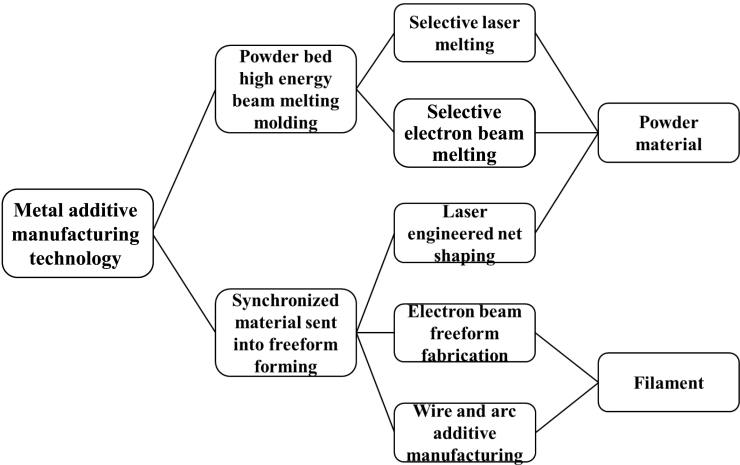 Metal additive
manufacturing
technology
Powder bed
high energy
beam melting
molding
Synchronized
material sent
into freeform
forming
Selective laser
melting
Selective
electron beam
melting
Laser
engineered net
shaping
Electron beam
freeform
fabrication
Wire and arc
additive
manufacturing
Powder
material
Filament